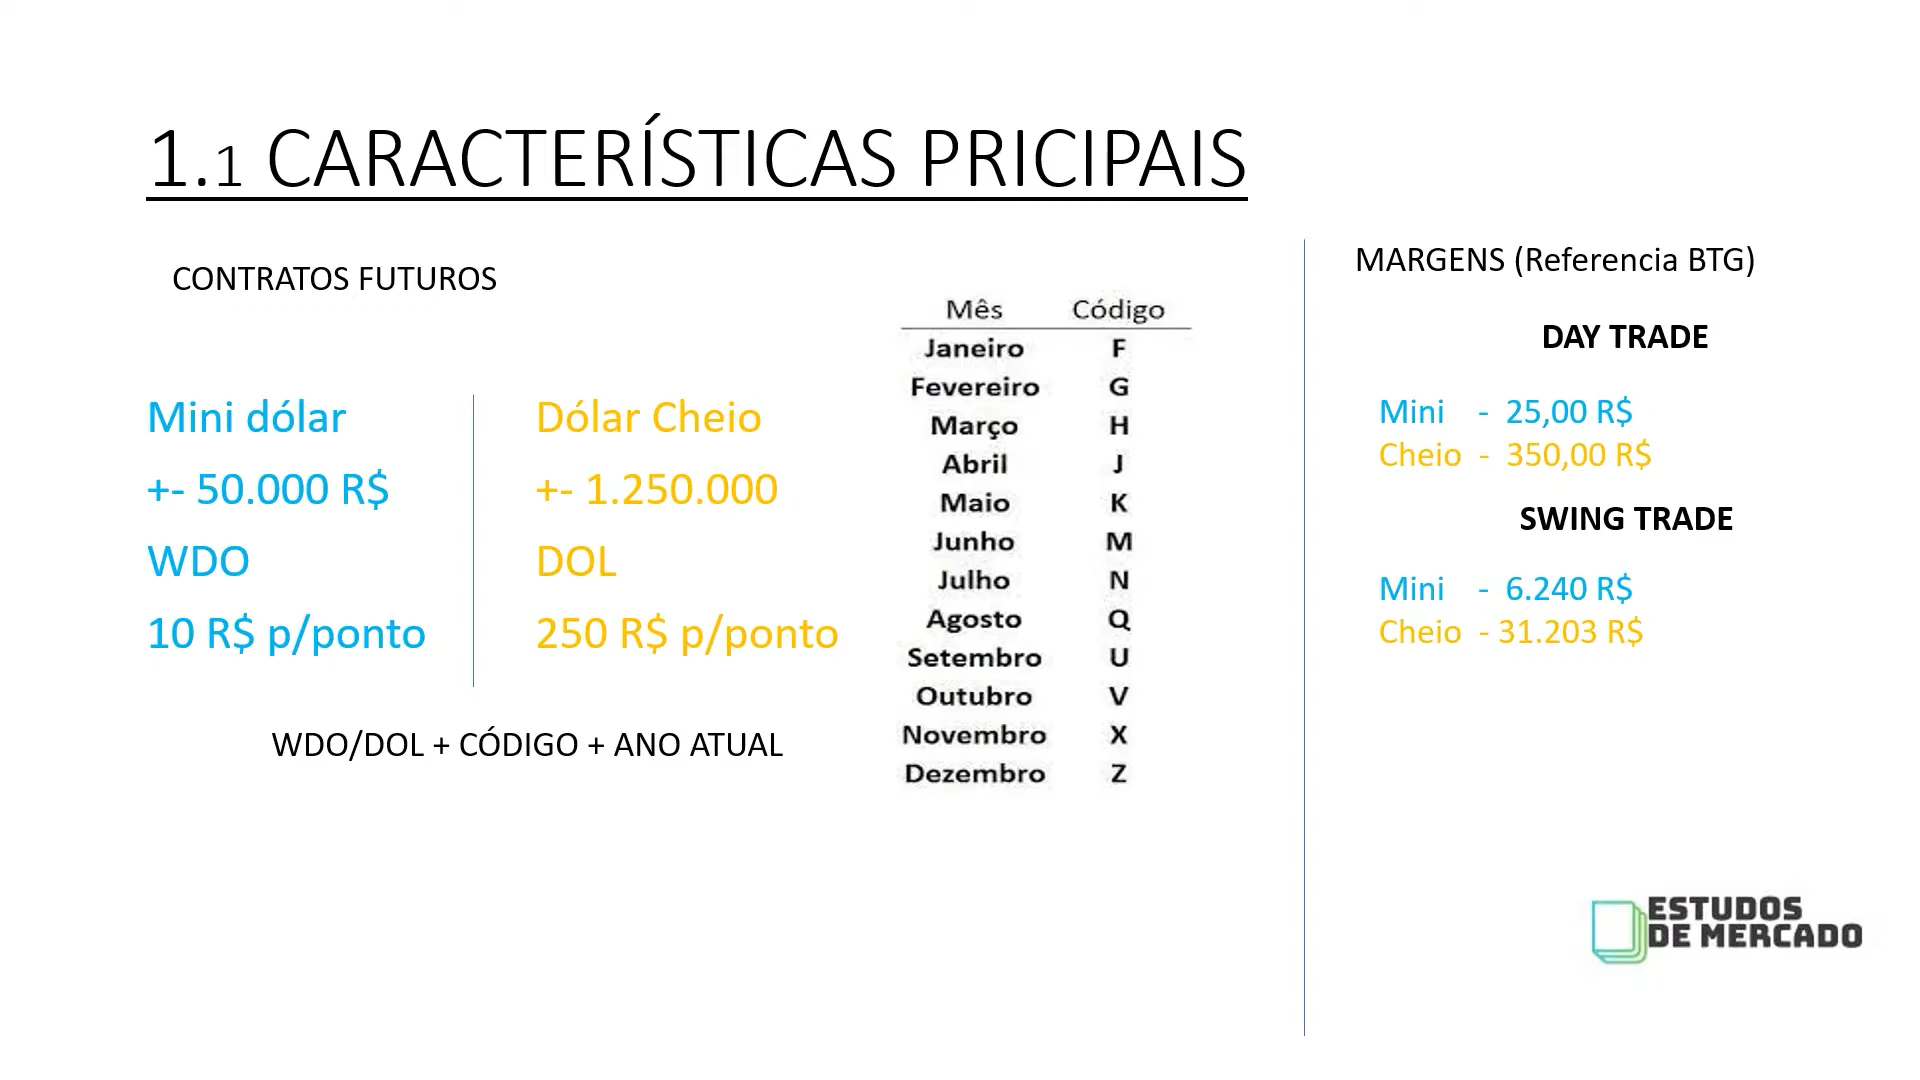 1.1 CARACTERÍSTICAS PRICIPAIS
CONTRATOS FUTUROS
Mini dólar
+- 50.000 R$
WDO
10 R$ p/ponto
Dólar Cheio
+- 1.250.000
DOL
250 R$ p/ponto
WDO/DOL + CÓDIGO + ANO ATUAL
Mês Código
Janeiro F
Fevereiro G
Março H
Abril J
Maio K
Junho M
Julho N
Agosto Q
Setembro U
Outubro V
Novembro X
Dezembro Z
MARGENS (Referencia BTG)
DAY TRADE
Mini - 25,00 R$
Cheio - 350,00 R$
SWING TRADE
Mini - 6.240 R$
Cheio - 31.203 R$
ESTUDOS
DE MERCADO